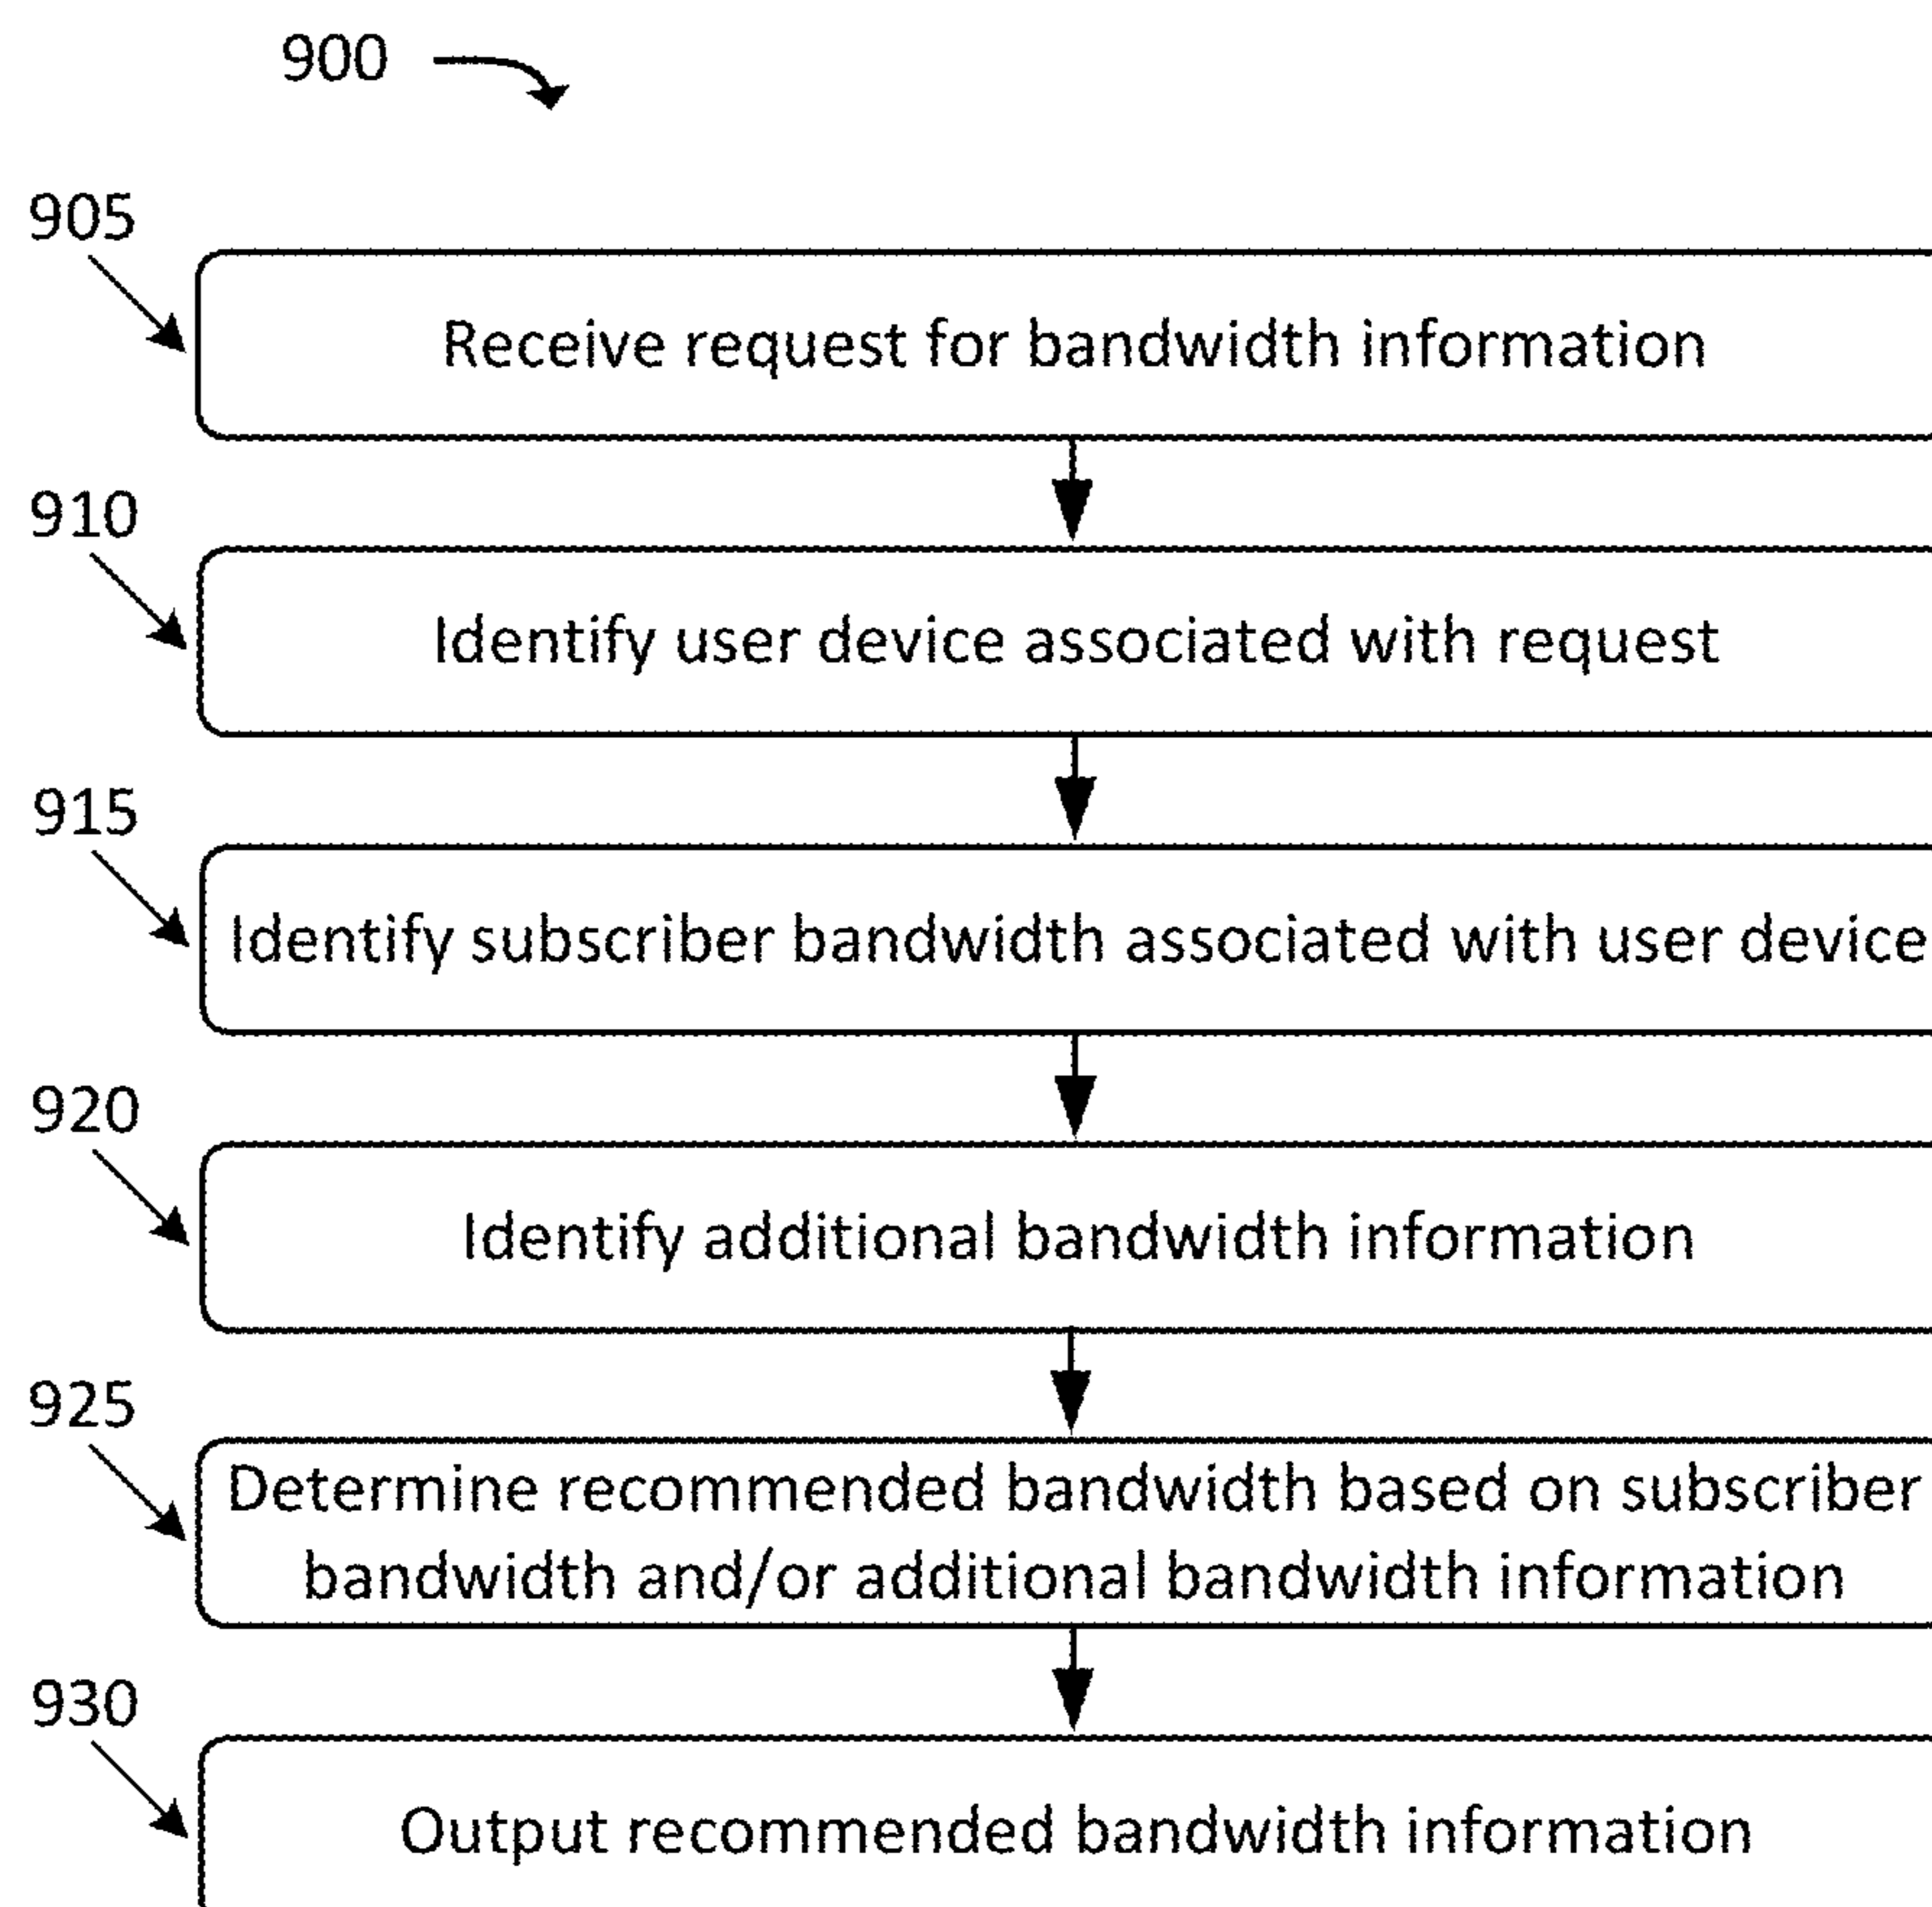 900
905
Receive request for bandwidth information
910
Identify user device associated with request
915
Identify subscriber bandwidth associated with user device
920
Identify additional bandwidth information
925
Determine recommended bandwidth based on subscriber
bandwidth and/or additional bandwidth information
930
Output recommended bandwidth information